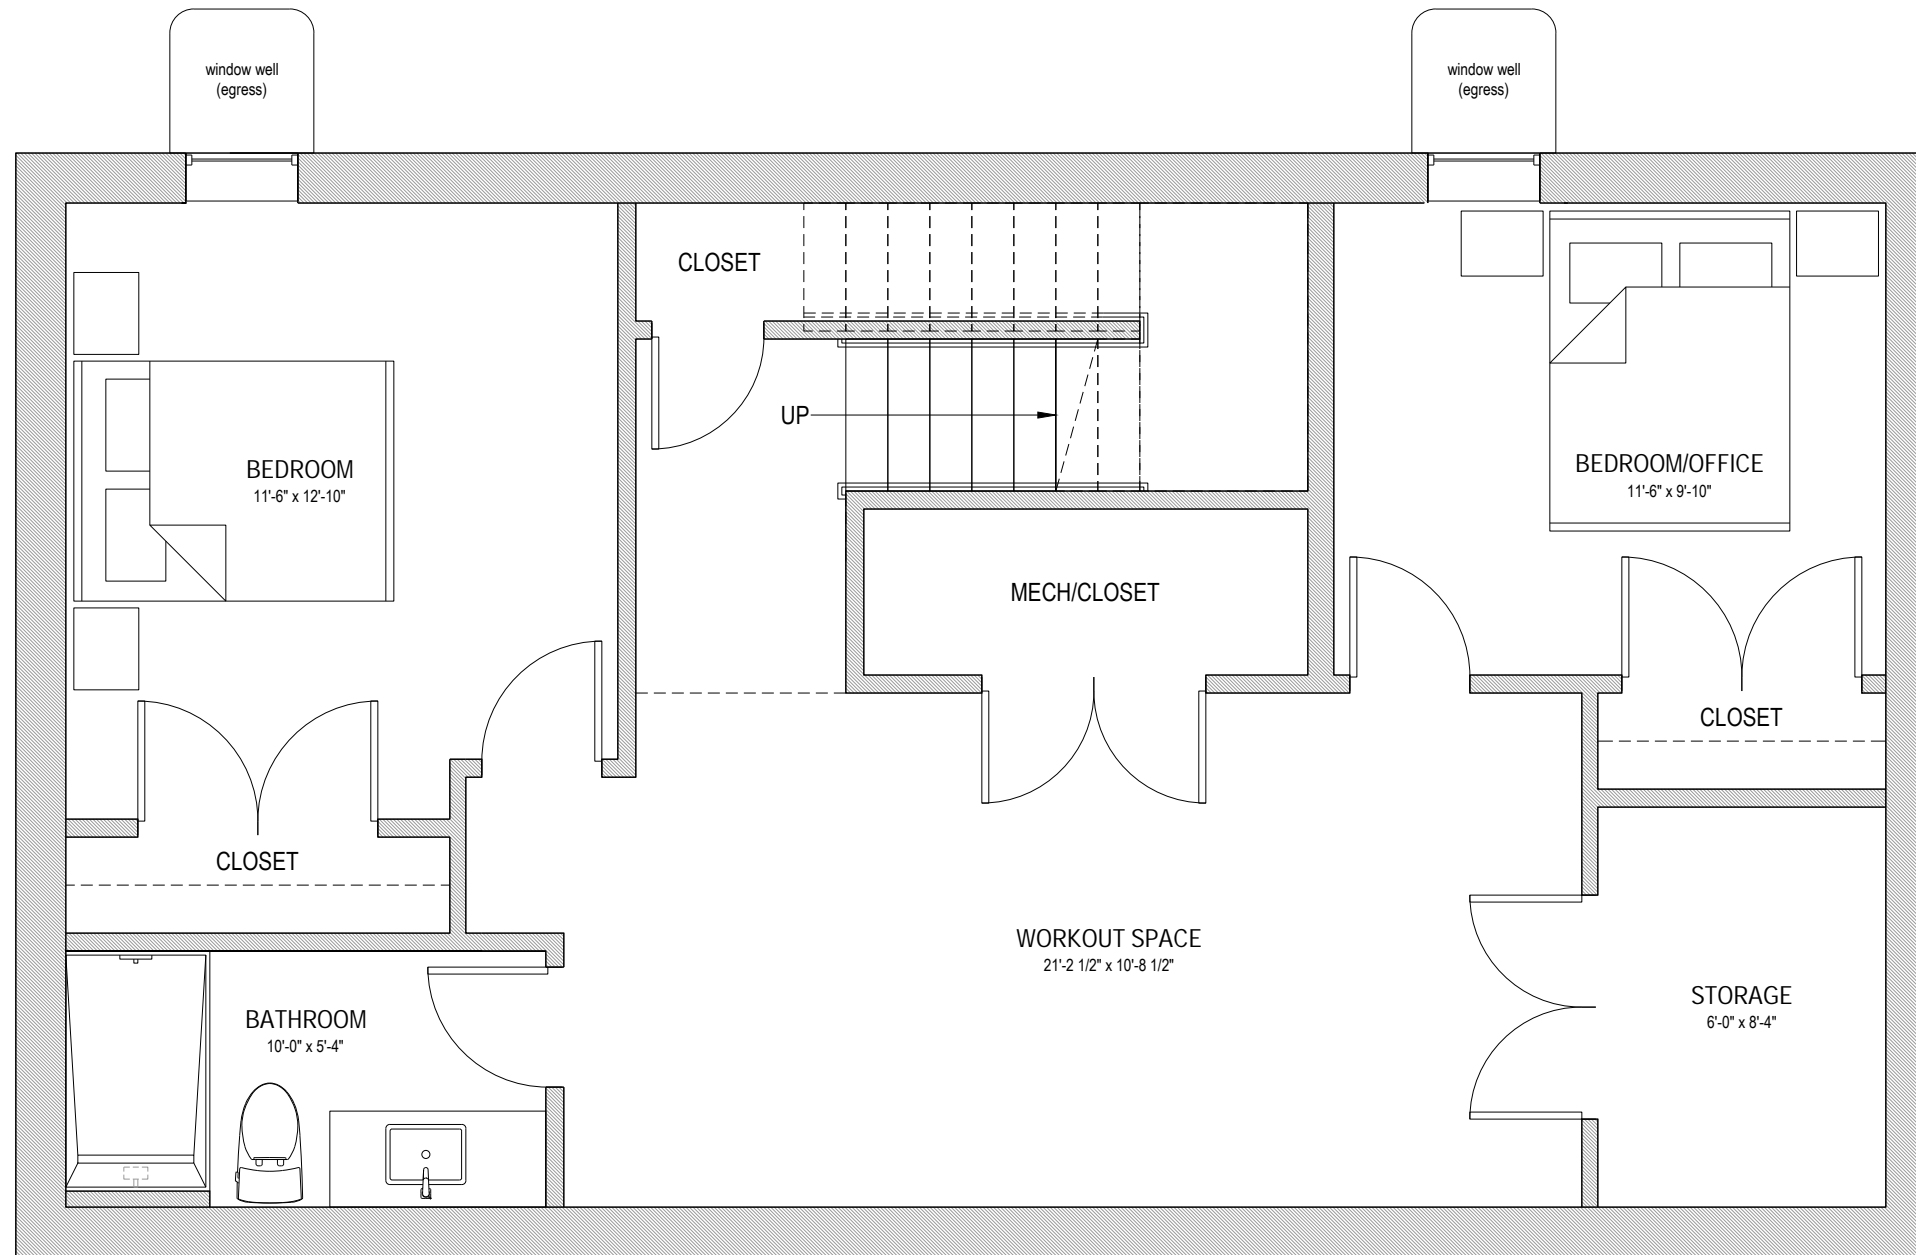 window well
(egress)
window well
(egress)
CLOSET
UP
BEDROOM
11'-6" x 12'-10"
BEDROOM/OFFICE
11'-6" x 9'-10"
MECH/CLOSET
CLOSET
CLOSET
WORKOUT SPACE
21'-2 1/2" x 10'-8 1/2"
STORAGE
6'-0" x 8'-4"
BATHROOM
10'-0" x 5'-4"